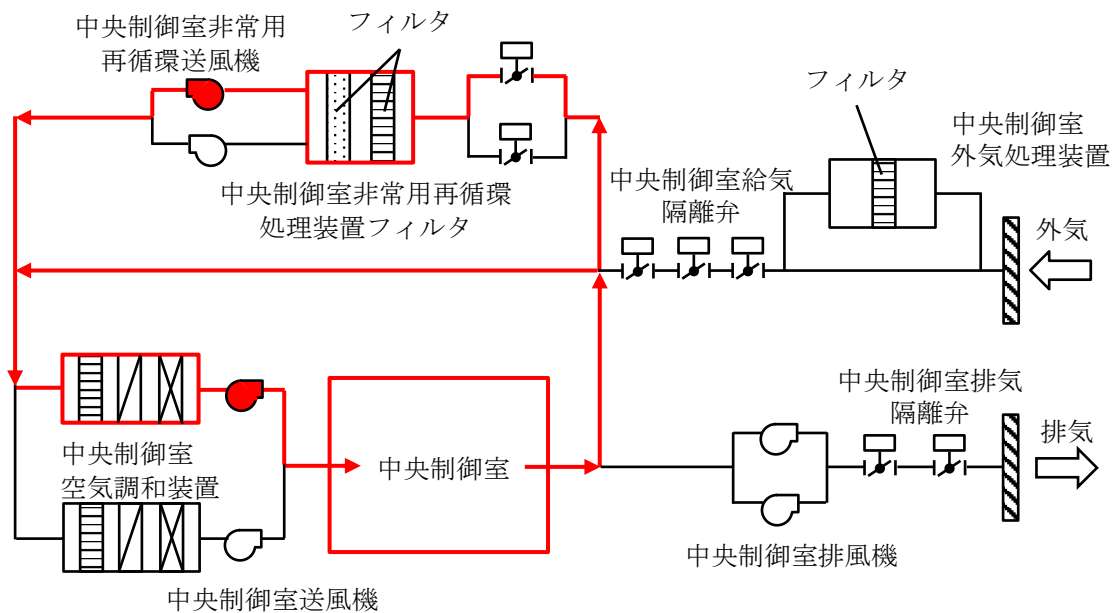 中央制御室非常用
再循環送風機
フィルタ
フィルタ
中央制御室
外気処理装置
中央制御室非常用再循環
処理装置フィルタ
中央制御室給気
隔離弁
外気
中央制御室
空気調和装置
中央制御室
中央制御室排気
隔離弁
排気
中央制御室排風機
中央制御室送風機